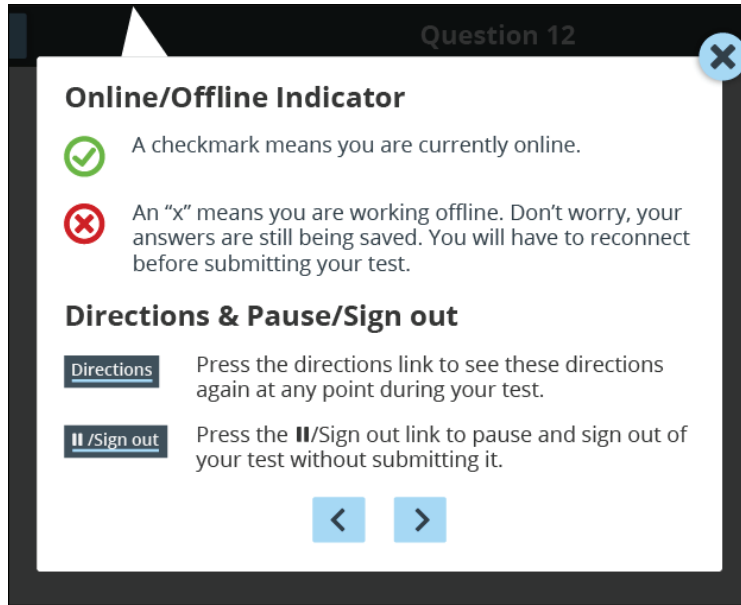 Question 12
Online/Offline Indicator
A checkmark means you are currently online.
An “x” means you are working offline. Don’t worry, your
answers are still being saved. You will have to reconnect
before submitting your test.
Directions & Pause/Sign out
Directions
Press the directions link to see these directions
again at any point during your test.
/Sign out
Press the /Sign out link to pause and sign out of
your test without submitting it.